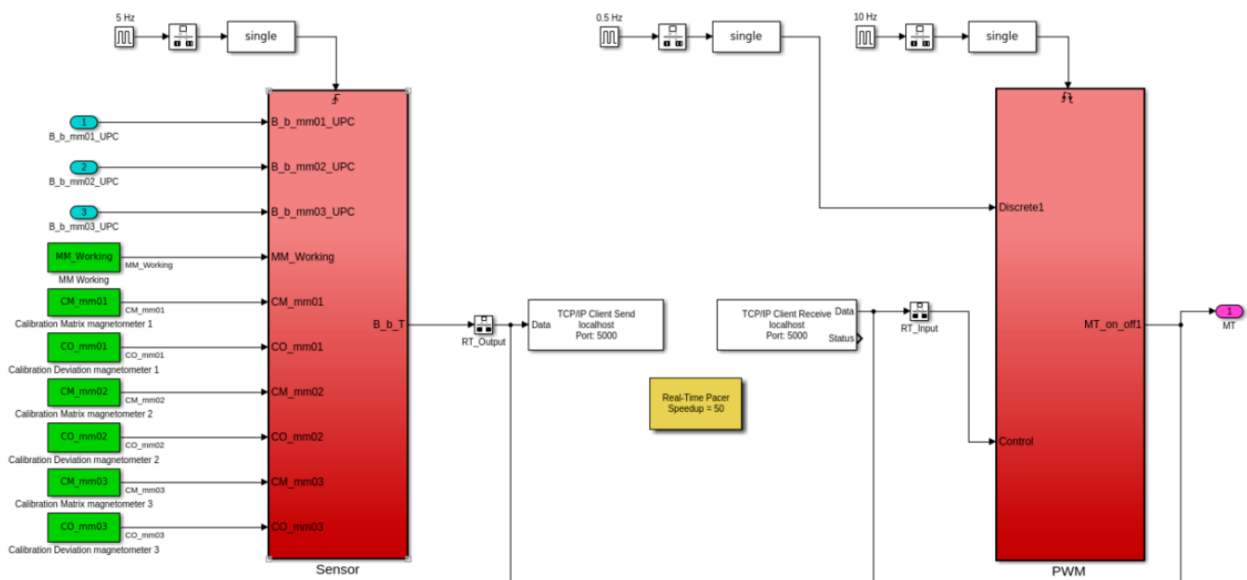 5 Hz
single
0.5 Hz
single
10 Hz
single
1
B_b_mm01_UPC
B_b_mm01_UPC
2
B_b_mm02_UPC
B_b_mm02_UPC
3
B_b_mm03_UPC
B_b_mm03_UPC
MM_Working
MM_Working
MM Working
MM_Working
CM_mm01
CM_mm01
Calibration Matrix magnetometer 1
CM_mm01
CO_mm01
CO_mm01
Calibration Deviation magnetometer 1
CO_mm01
CM_mm02
CM_mm02
Calibration Matrix magnetometer 2
CM_mm02
CO_mm02
CO_mm02
Calibration Deviation magnetometer 2
CO_mm02
CM_mm03
CM_mm03
Calibration Matrix magnetometer 3
CM_mm03
CO_mm03
CO_mm03
Calibration Deviation magnetometer 3
CO_mm03
B_b_T
Sensor
RT_Output
Data
TCP/IP Client Send
localhost
Port: 5000
TCP/IP Client Receive
localhost
Port: 5000
Data
Status
Real-Time Pacer
Speedup = 50
RT_Input
Discrete1
Control
MT_on_off1
PWM
1
MT